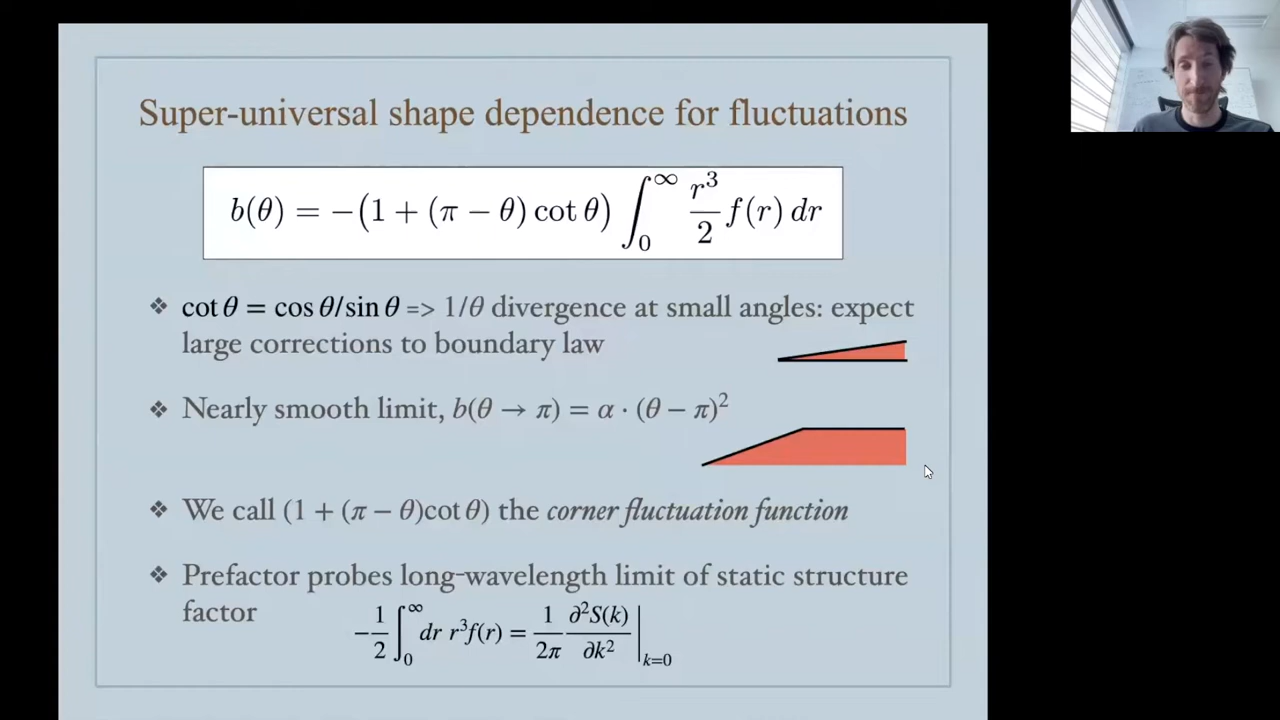 Super-universal shape dependence for fluctuations
b(θ) = −(1 + (π − θ) cot θ) ∫₀^∞ r³/2 f(r) dr
❖ cot θ = cos θ/sin θ => 1/θ divergence at small angles: expect
large corrections to boundary law
❖ Nearly smooth limit, b(θ → π) = α · (θ − π)²
❖ We call (1 + (π − θ)cot θ) the corner fluctuation function
❖ Prefactor probes long-wavelength limit of static structure
factor
−1/2 ∫₀^∞ dr r³f(r) = 1/2π ∂²S(k)/∂k² |k=0